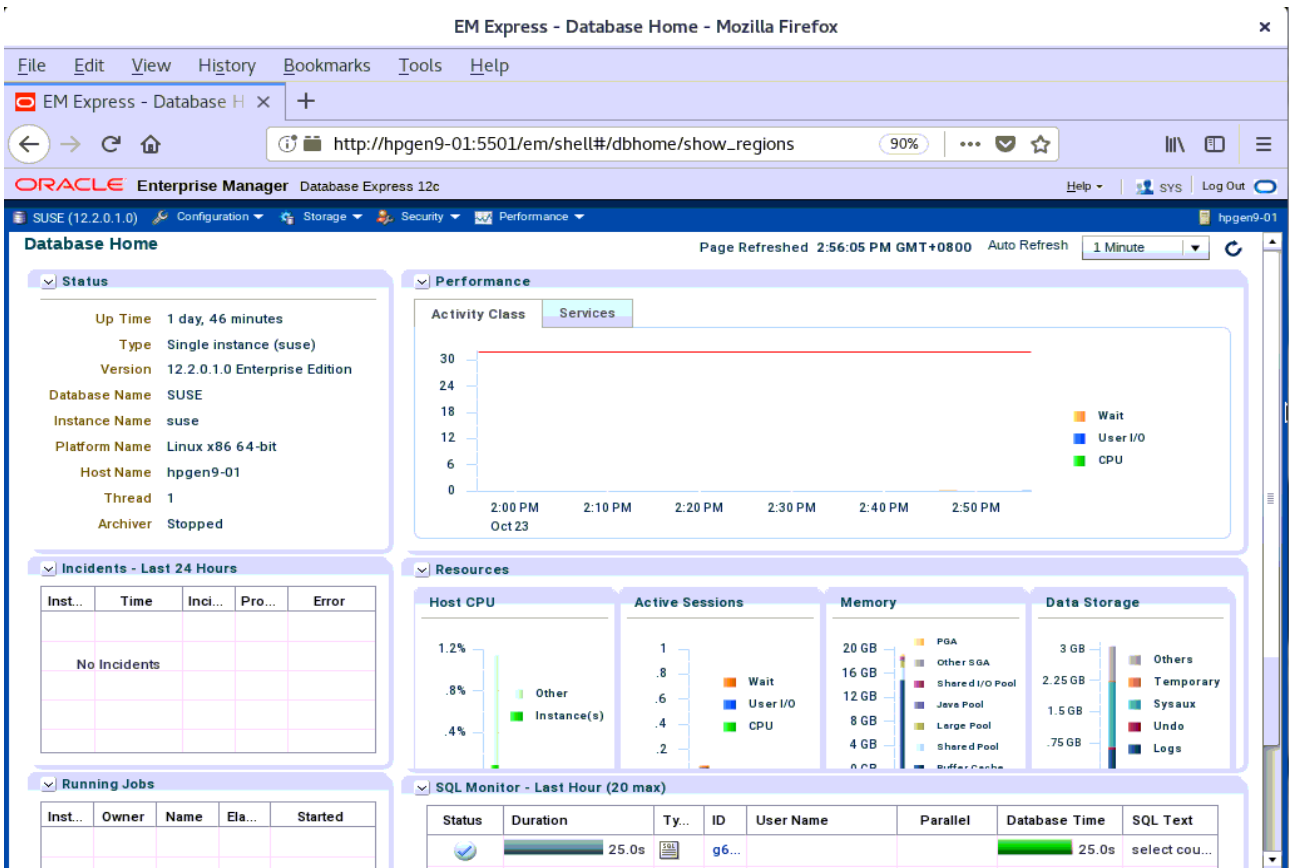 EM Express - Database Home - Mozilla Firefox
File Edit View History Bookmarks Tools Help
EM Express - Database H
http://hpgen9-01:5501/em/shell#/dbhome/show_regions 90%
ORACLE Enterprise Manager Database Express 12c Help SYS Log Out
SUSE (12.2.0.1.0) Configuration Storage Security Performance hpgen9-01
Database Home
Page Refreshed 2:56:05 PM GMT+0800 Auto Refresh 1 Minute
Status
Up Time 1 day, 46 minutes
Type Single instance (suse)
Version 12.2.0.1.0 Enterprise Edition
Database Name SUSE
Instance Name suse
Platform Name Linux x86 64-bit
Host Name hpgen9-01
Thread 1
Archiver Stopped
Performance
Activity Class Services
30
24
18
12
6
0
2:00 PM 2:10 PM 2:20 PM 2:30 PM 2:40 PM 2:50 PM
Oct 23
Wait
User I/O
CPU
Incidents - Last 24 Hours
Inst... Time Inci... Pro... Error
No Incidents
Resources
Host CPU
1.2%
.8%
.4%
Other
Instance(s)
Active Sessions
1
.8
.6
.4
.2
Wait
User I/O
CPU
Memory
20 GB
16 GB
12 GB
8 GB
4 GB
0 GB
PGA
Other SGA
Shared I/O Pool
Java Pool
Large Pool
Shared Pool
Buffer Cache
Data Storage
3 GB
2.25 GB
1.5 GB
.75 GB
Others
Temporary
Sysaux
Undo
Logs
Running Jobs
Inst... Owner Name Ela... Started
SQL Monitor - Last Hour (20 max)
Status Duration Ty... ID User Name Parallel Database Time SQL Text
25.0s SQL g6... 25.0s select cou...